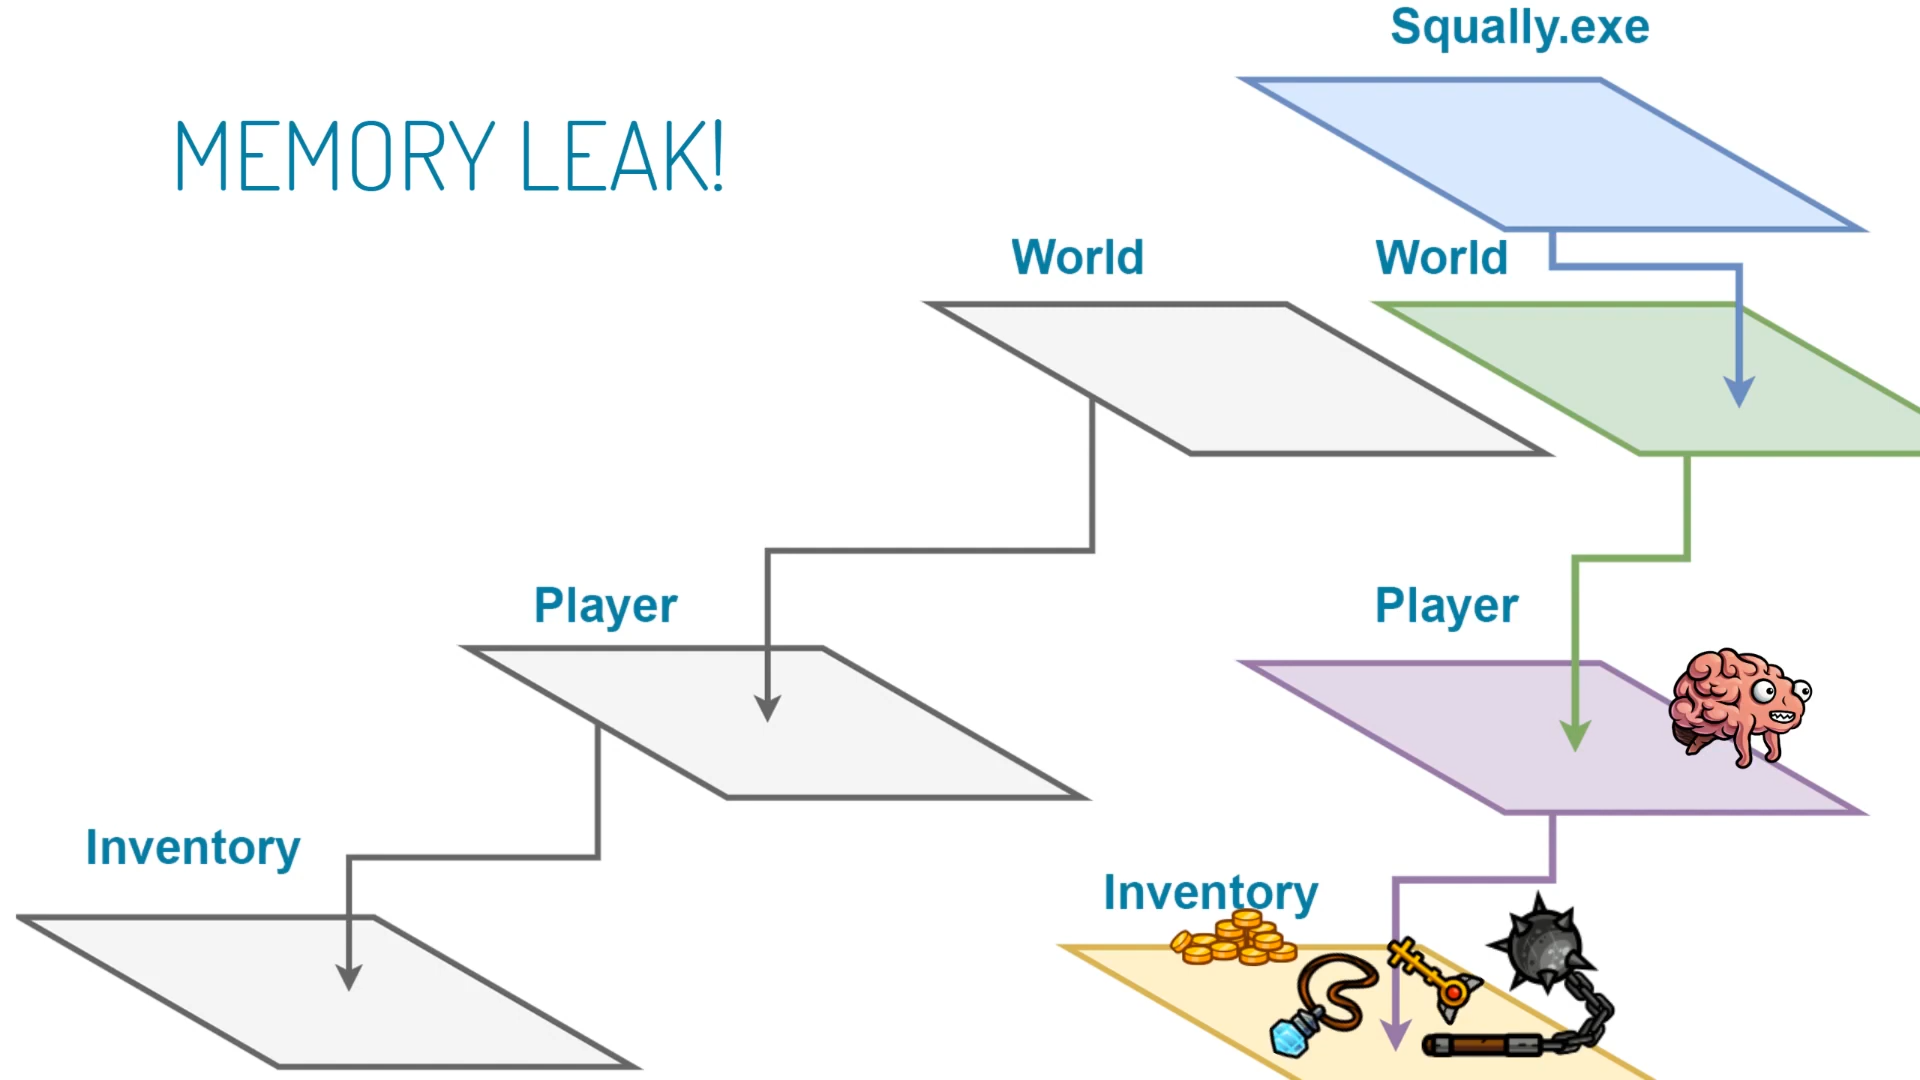 Squally.exe
MEMORY LEAK!
World
World
Player
Player
Inventory
Inventory